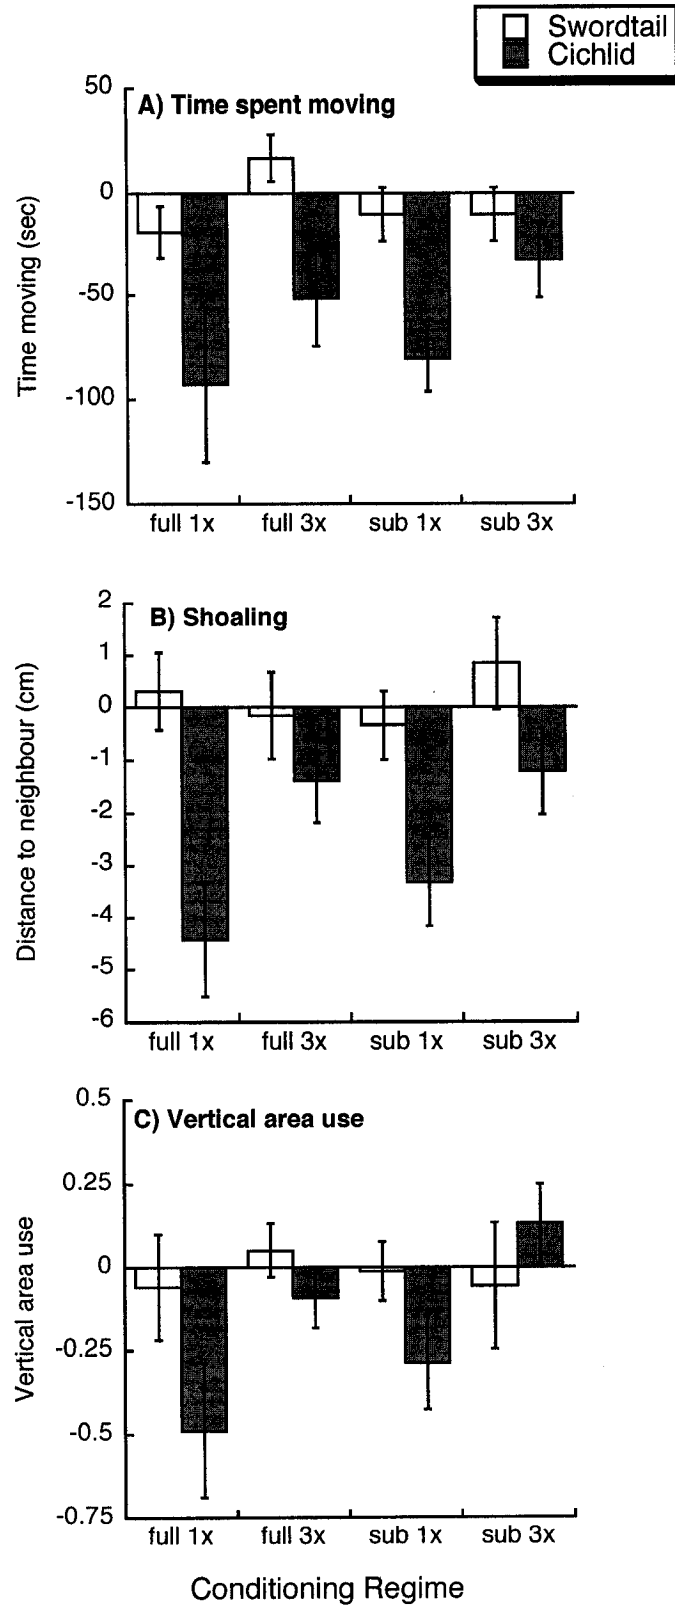 Swordtail
Cichlid
A) Time spent moving
50
0
-50
-100
-150
Time moving (sec)
full 1x full 3x sub 1x sub 3x
B) Shoaling
2
1
0
-1
-2
-3
-4
-5
-6
Distance to neighbour (cm)
full 1x full 3x sub 1x sub 3x
C) Vertical area use
0.5
0.25
0
-0.25
-0.5
-0.75
Vertical area use
full 1x full 3x sub 1x sub 3x
Conditioning Regime